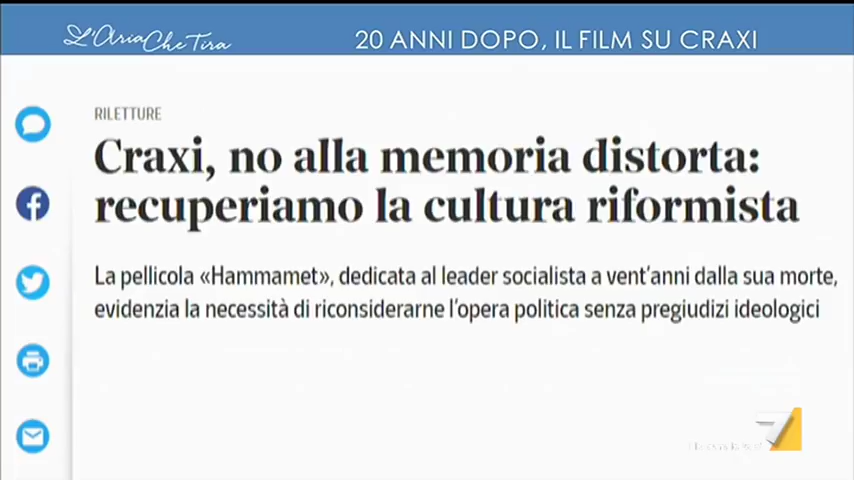 L'Aria Che Tira
20 ANNI DOPO, IL FILM SU CRAXI
RILETTURE
Craxi, no alla memoria distorta:
recuperiamo la cultura riformista
La pellicola «Hammamet», dedicata al leader socialista a vent'anni dalla sua morte,
evidenzia la necessità di riconsiderarne l'opera politica senza pregiudizi ideologici
7